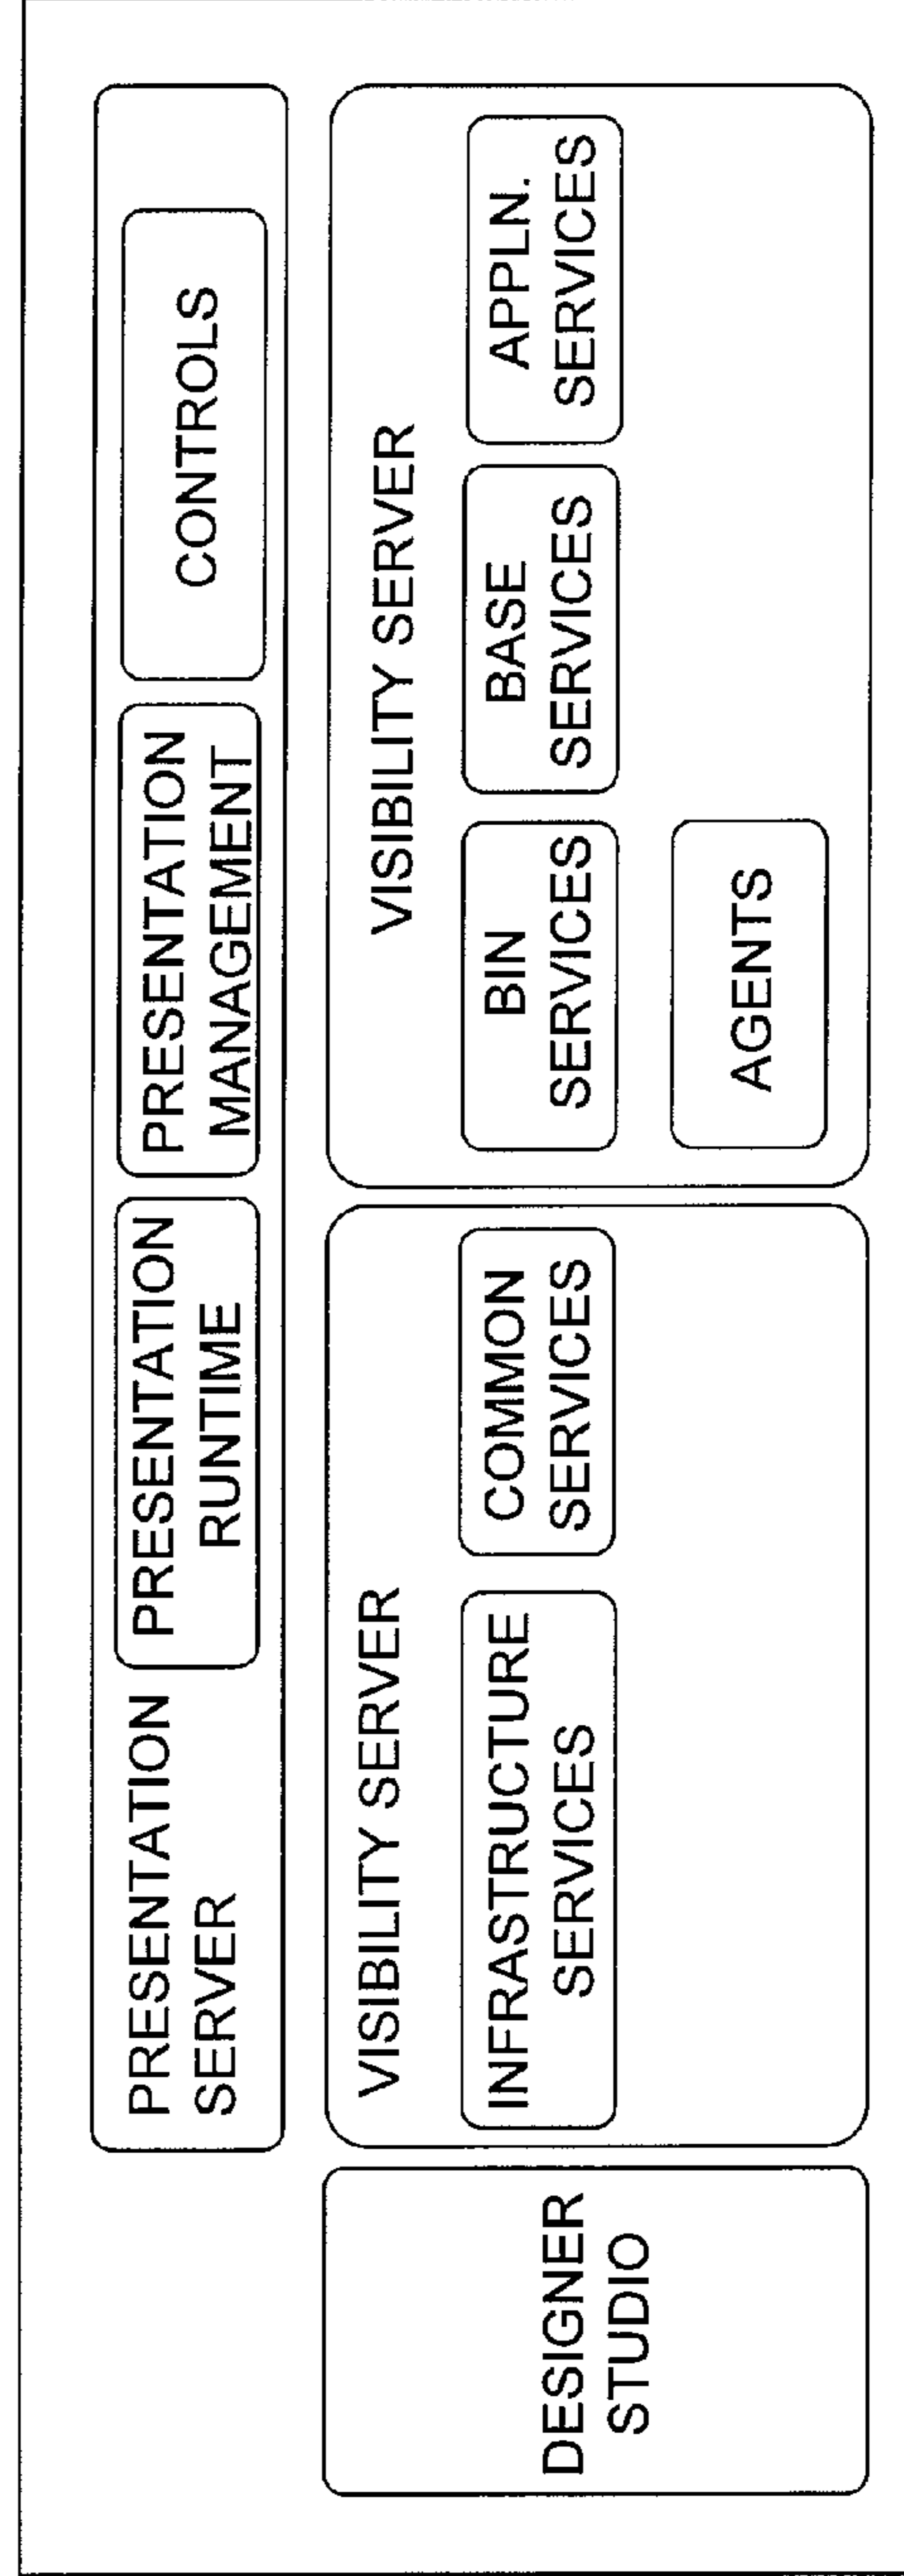 PRESENTATION
SERVER
PRESENTATION
RUNTIME
PRESENTATION
MANAGEMENT
CONTROLS
DESIGNER
STUDIO
VISIBILITY SERVER
INFRASTRUCTURE
SERVICES
COMMON
SERVICES
VISIBILITY SERVER
BIN
SERVICES
BASE
SERVICES
APPLN.
SERVICES
AGENTS